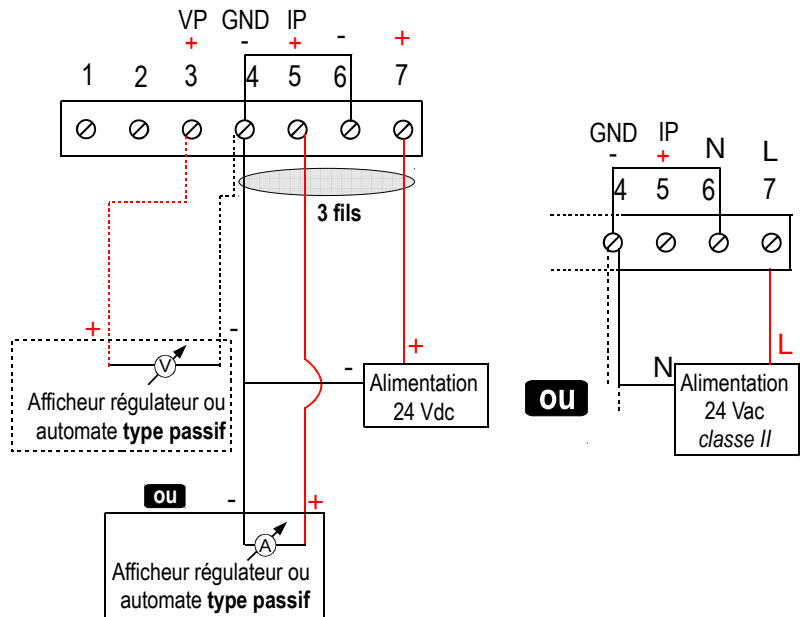 VP GND IP
+ - + - +
1 2 3 4 5 6 7
3 fils
+ - - +
V
Afficheur régulateur ou
automate type passif
Alimentation
24 Vdc
ou
- +
A
Afficheur régulateur ou
automate type passif
ou
GND IP N L
- +
4 5 6 7
N L
Alimentation
24 Vac
classe II